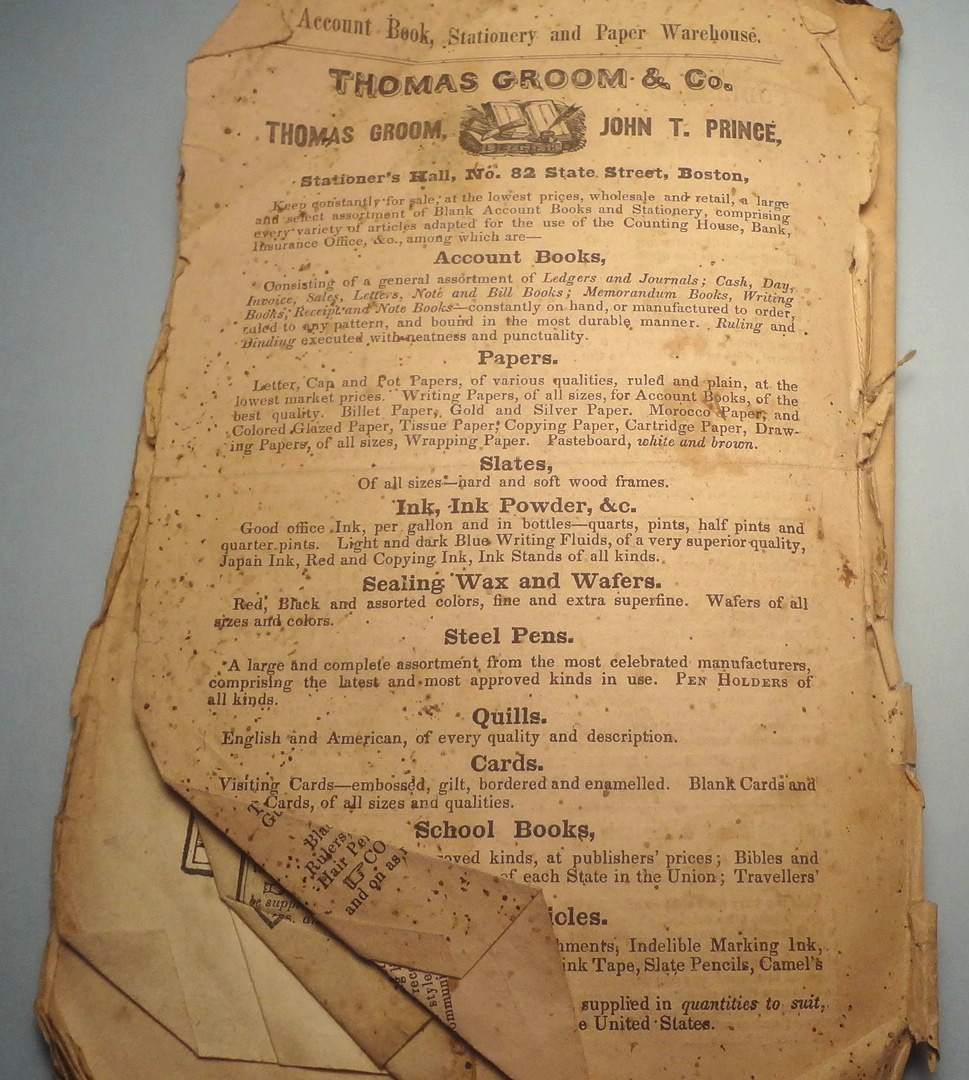 Account Book, Stationery and Paper Warehouse.
THOMAS GROOM & Co.
THOMAS GROOM, JOHN T. PRINCE,
Stationer's Hall, No. 82 State Street, Boston,
Keep constantly for sale, at the lowest prices, wholesale and retail, a large
and select assortment of Blank Account Books and Stationery, comprising
every variety of articles adapted for the use of the Counting House, Bank,
Insurance Office, &c., among which are—
Account Books,
Consisting of a general assortment of Ledgers and Journals; Cash, Day,
Invoice, Sales, Letters, Note and Bill Books; Memorandum Books, Writing
Books, Receipt and Note Books—constantly on hand, or manufactured to order,
ruled to any pattern, and bound in the most durable manner. Ruling and
Binding executed with neatness and punctuality.
Papers.
Letter, Cap and Pot Papers, of various qualities, ruled and plain, at the
lowest market prices. Writing Papers, of all sizes, for Account Books, of the
best quality. Billet Paper, Gold and Silver Paper. Morocco Paper, and
Colored Glazed Paper, Tissue Paper, Copying Paper, Cartridge Paper, Draw-
ing Papers, of all sizes, Wrapping Paper. Pasteboard, white and brown.
Slates,
Of all sizes—hard and soft wood frames.
Ink, Ink Powder, &c.
Good office Ink, per gallon and in bottles—quarts, pints, half pints and
quarter pints. Light and dark Blue Writing Fluids, of a very superior quality,
Japan Ink, Red and Copying Ink, Ink Stands of all kinds.
Sealing Wax and Wafers.
Red, Black and assorted colors, fine and extra superfine. Wafers of all
sizes and colors.
Steel Pens.
A large and complete assortment from the most celebrated manufacturers,
comprising the latest and most approved kinds in use. PEN HOLDERS of
all kinds.
Quills.
English and American, of every quality and description.
Cards.
Visiting Cards—embossed, gilt, bordered and enamelled. Blank Cards and
Cards, of all sizes and qualities.
School Books,
roved kinds, at publishers' prices; Bibles and
of each State in the Union; Travellers'
icles.
hments, Indelible Marking Ink,
ink Tape, Slate Pencils, Camel's
supplied in quantities to suit,
e United States.
Bla
Rulers,
Hair Pe
☞ CO
and on as
be supp